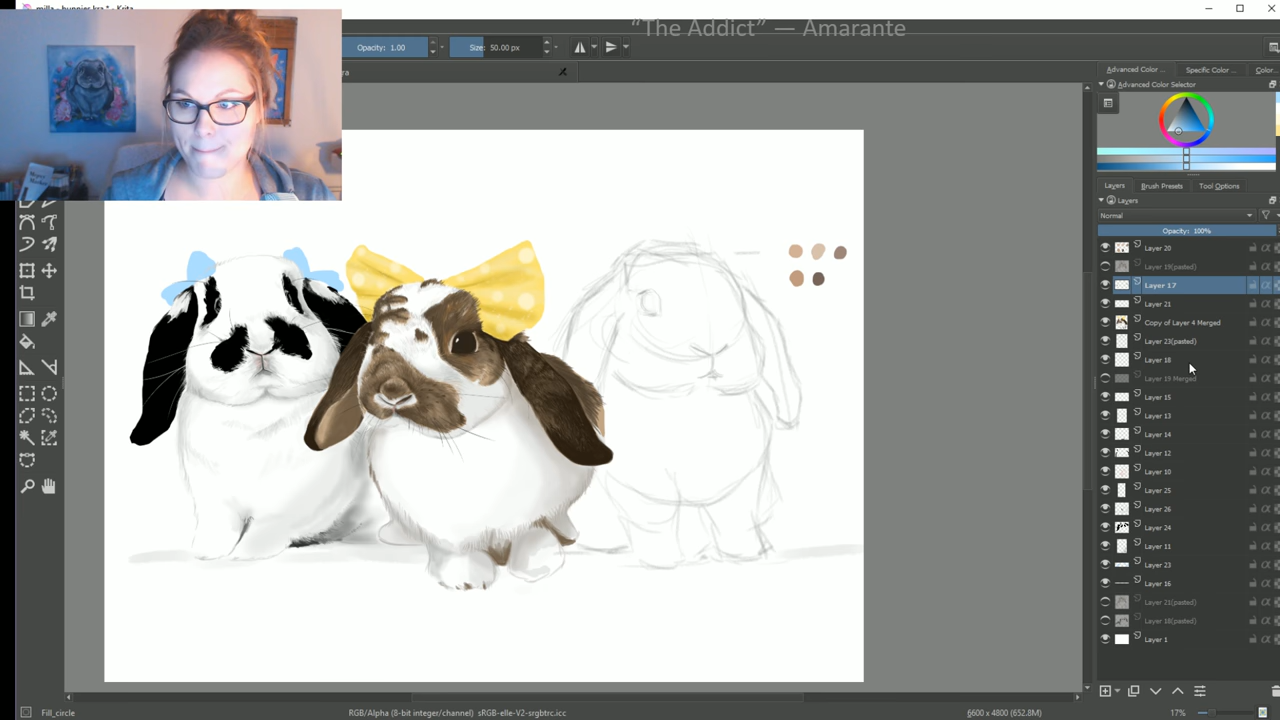 milla - bunnies.kra * - Krita
"The Addict" — Amarante
Opacity: 1.00
Size: 50.00 px
Advanced Color ...
Specific Color ...
Color...
Advanced Color Selector
Layers
Brush Presets
Tool Options
Layers
Normal
Opacity: 100%
Layer 20
Layer 19(pasted)
Layer 17
Layer 21
Copy of Layer 4 Merged
Layer 23(pasted)
Layer 18
Layer 19 Merged
Layer 15
Layer 13
Layer 14
Layer 12
Layer 10
Layer 25
Layer 26
Layer 24
Layer 11
Layer 23
Layer 16
Layer 21(pasted)
Layer 18(pasted)
Layer 1
Fill_circle
RGB/Alpha (8-bit integer/channel) sRGB-elle-V2-srgbtrc.icc
6600 x 4800 (652.8M)
17%